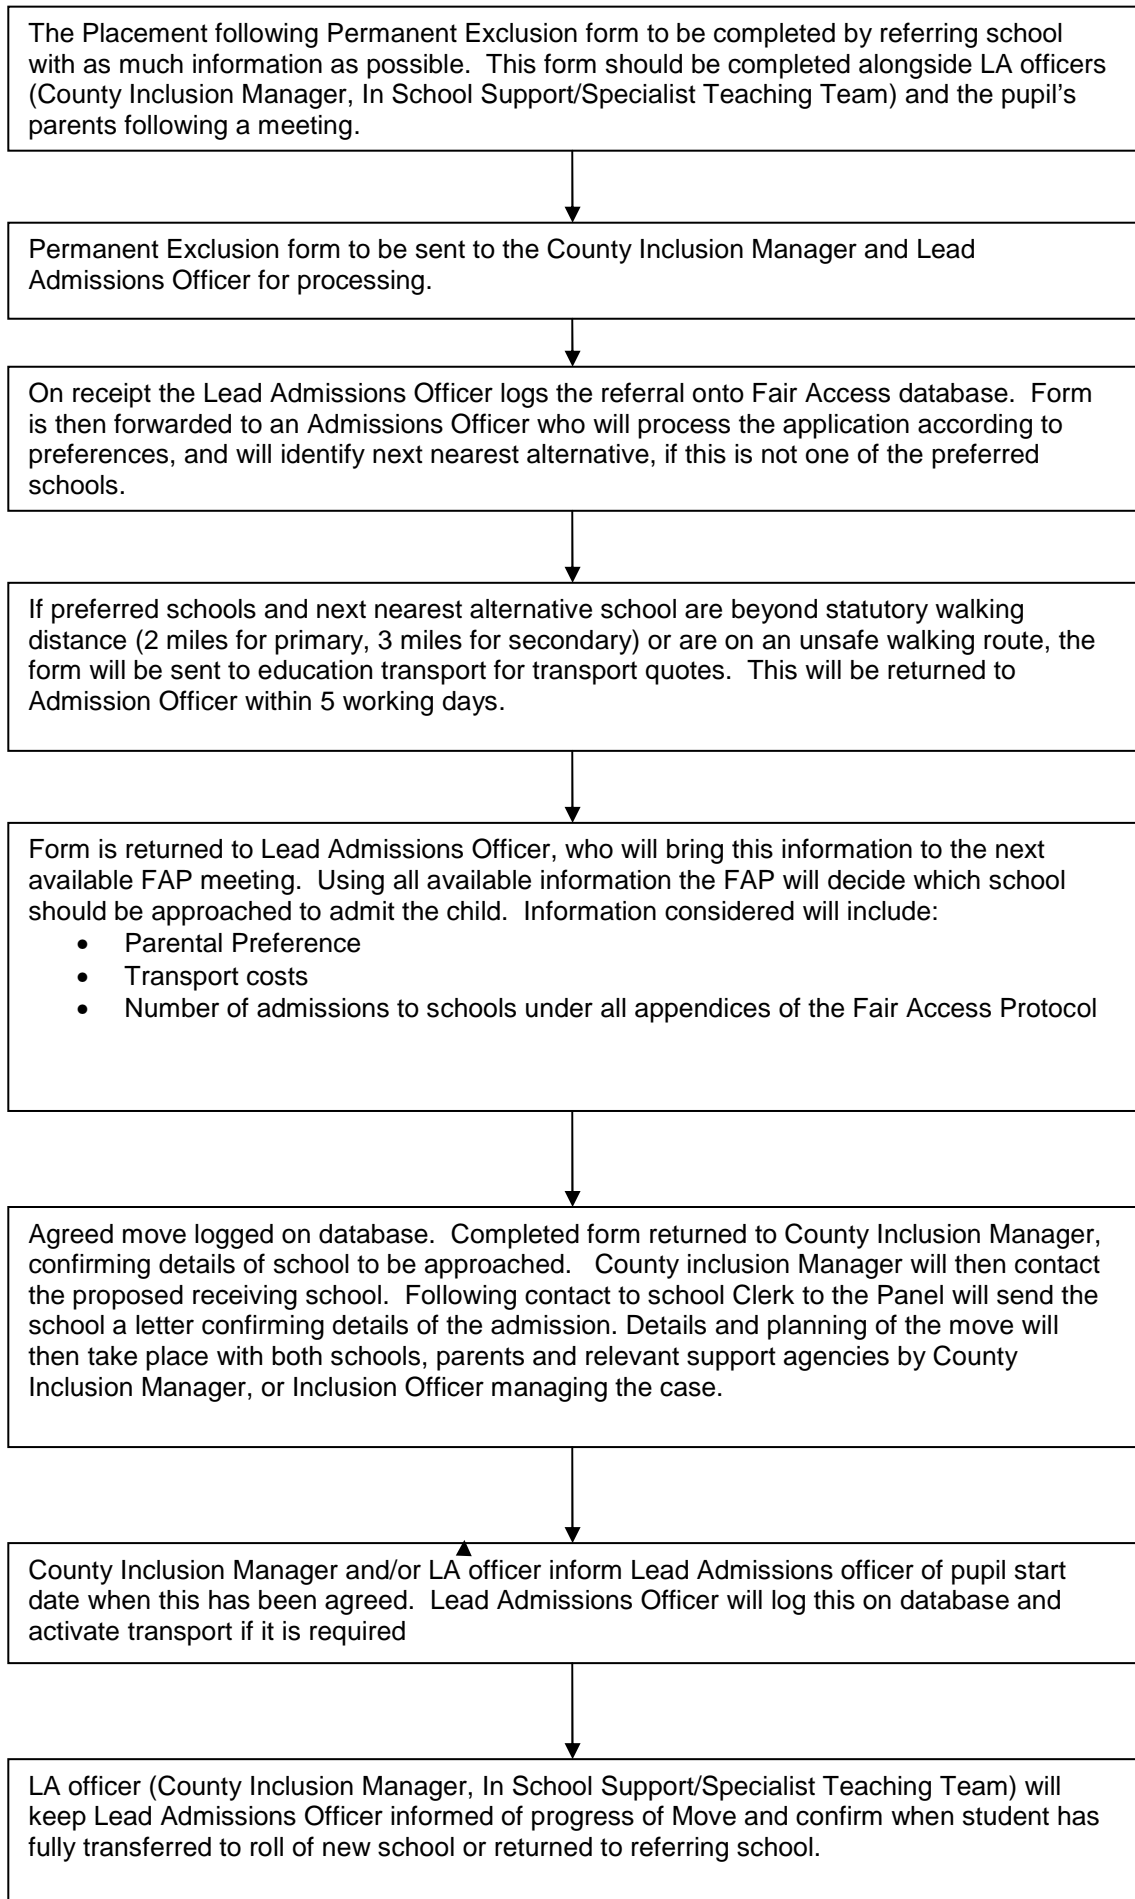 The Placement following Permanent Exclusion form to be completed by referring school
with as much information as possible.  This form should be completed alongside LA officers
(County Inclusion Manager, In School Support/Specialist Teaching Team) and the pupil's
parents following a meeting.
Permanent Exclusion form to be sent to the County Inclusion Manager and Lead
Admissions Officer for processing.
On receipt the Lead Admissions Officer logs the referral onto Fair Access database.  Form
is then forwarded to an Admissions Officer who will process the application according to
preferences, and will identify next nearest alternative, if this is not one of the preferred
schools.
If preferred schools and next nearest alternative school are beyond statutory walking
distance (2 miles for primary, 3 miles for secondary) or are on an unsafe walking route, the
form will be sent to education transport for transport quotes.  This will be returned to
Admission Officer within 5 working days.
Form is returned to Lead Admissions Officer, who will bring this information to the next
available FAP meeting.  Using all available information the FAP will decide which school
should be approached to admit the child.  Information considered will include:
• Parental Preference
• Transport costs
• Number of admissions to schools under all appendices of the Fair Access Protocol
Agreed move logged on database.  Completed form returned to County Inclusion Manager,
confirming details of school to be approached.   County inclusion Manager will then contact
the proposed receiving school.  Following contact to school Clerk to the Panel will send the
school a letter confirming details of the admission. Details and planning of the move will
then take place with both schools, parents and relevant support agencies by County
Inclusion Manager, or Inclusion Officer managing the case.
County Inclusion Manager and/or LA officer inform Lead Admissions officer of pupil start
date when this has been agreed.  Lead Admissions Officer will log this on database and
activate transport if it is required
LA officer (County Inclusion Manager, In School Support/Specialist Teaching Team) will
keep Lead Admissions Officer informed of progress of Move and confirm when student has
fully transferred to roll of new school or returned to referring school.